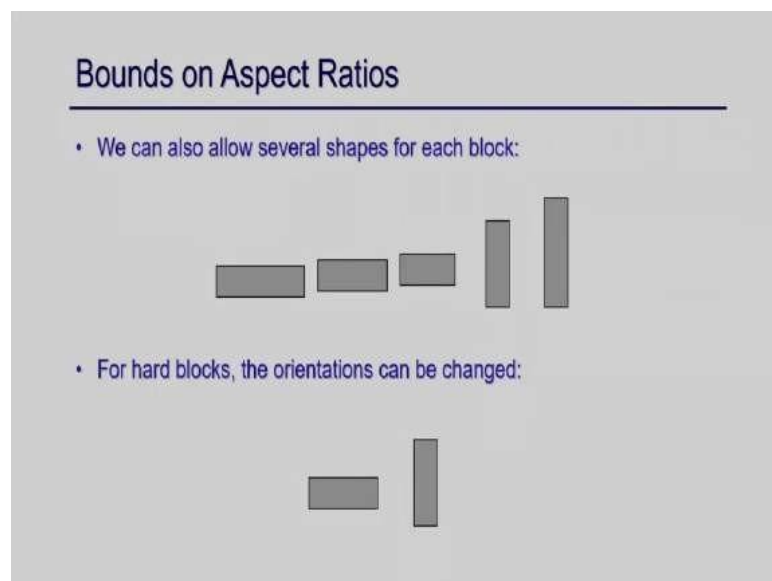 Bounds on Aspect Ratios
• We can also allow several shapes for each block:
• For hard blocks, the orientations can be changed: